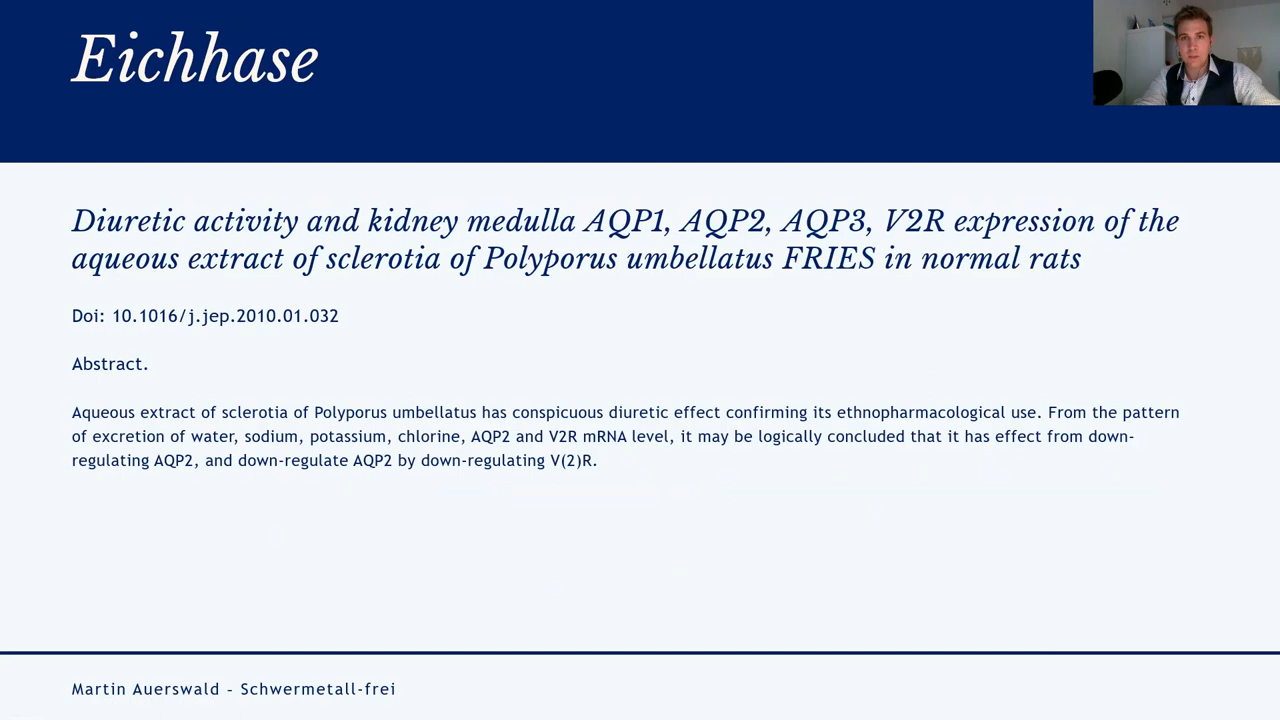 Eichhase
Diuretic activity and kidney medulla AQP1, AQP2, AQP3, V2R expression of the
aqueous extract of sclerotia of Polyporus umbellatus FRIES in normal rats
Doi: 10.1016/j.jep.2010.01.032
Abstract.
Aqueous extract of sclerotia of Polyporus umbellatus has conspicuous diuretic effect confirming its ethnopharmacological use. From the pattern
of excretion of water, sodium, potassium, chlorine, AQP2 and V2R mRNA level, it may be logically concluded that it has effect from down-
regulating AQP2, and down-regulate AQP2 by down-regulating V(2)R.
Martin Auerswald – Schwermetall-frei